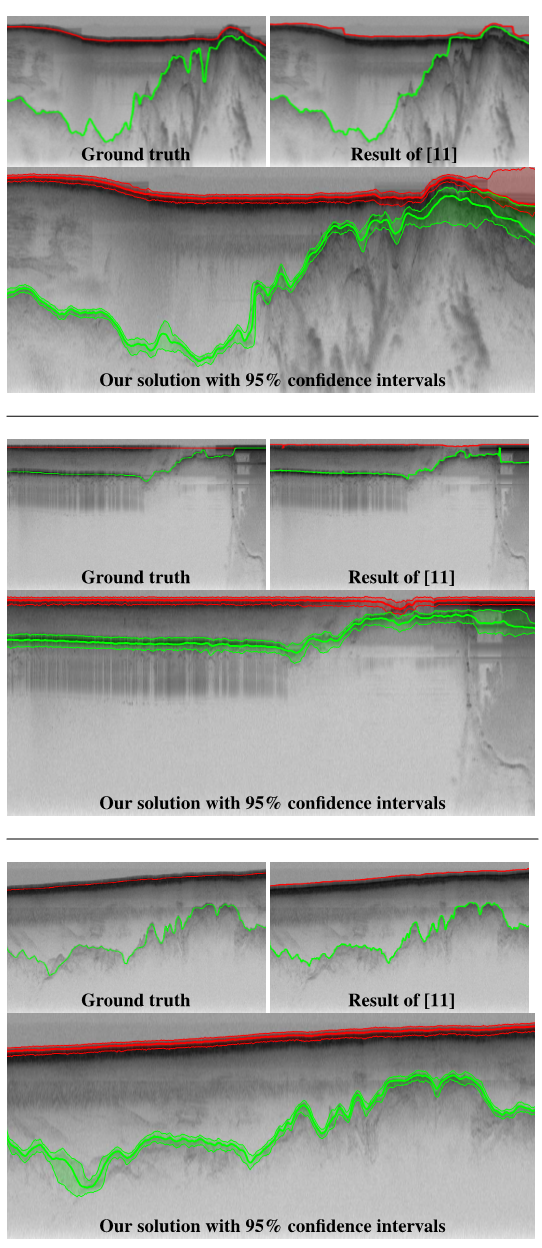 Ground truth
Result of [11]
Our solution with 95% confidence intervals
Ground truth
Result of [11]
Our solution with 95% confidence intervals
Ground truth
Result of [11]
Our solution with 95% confidence intervals